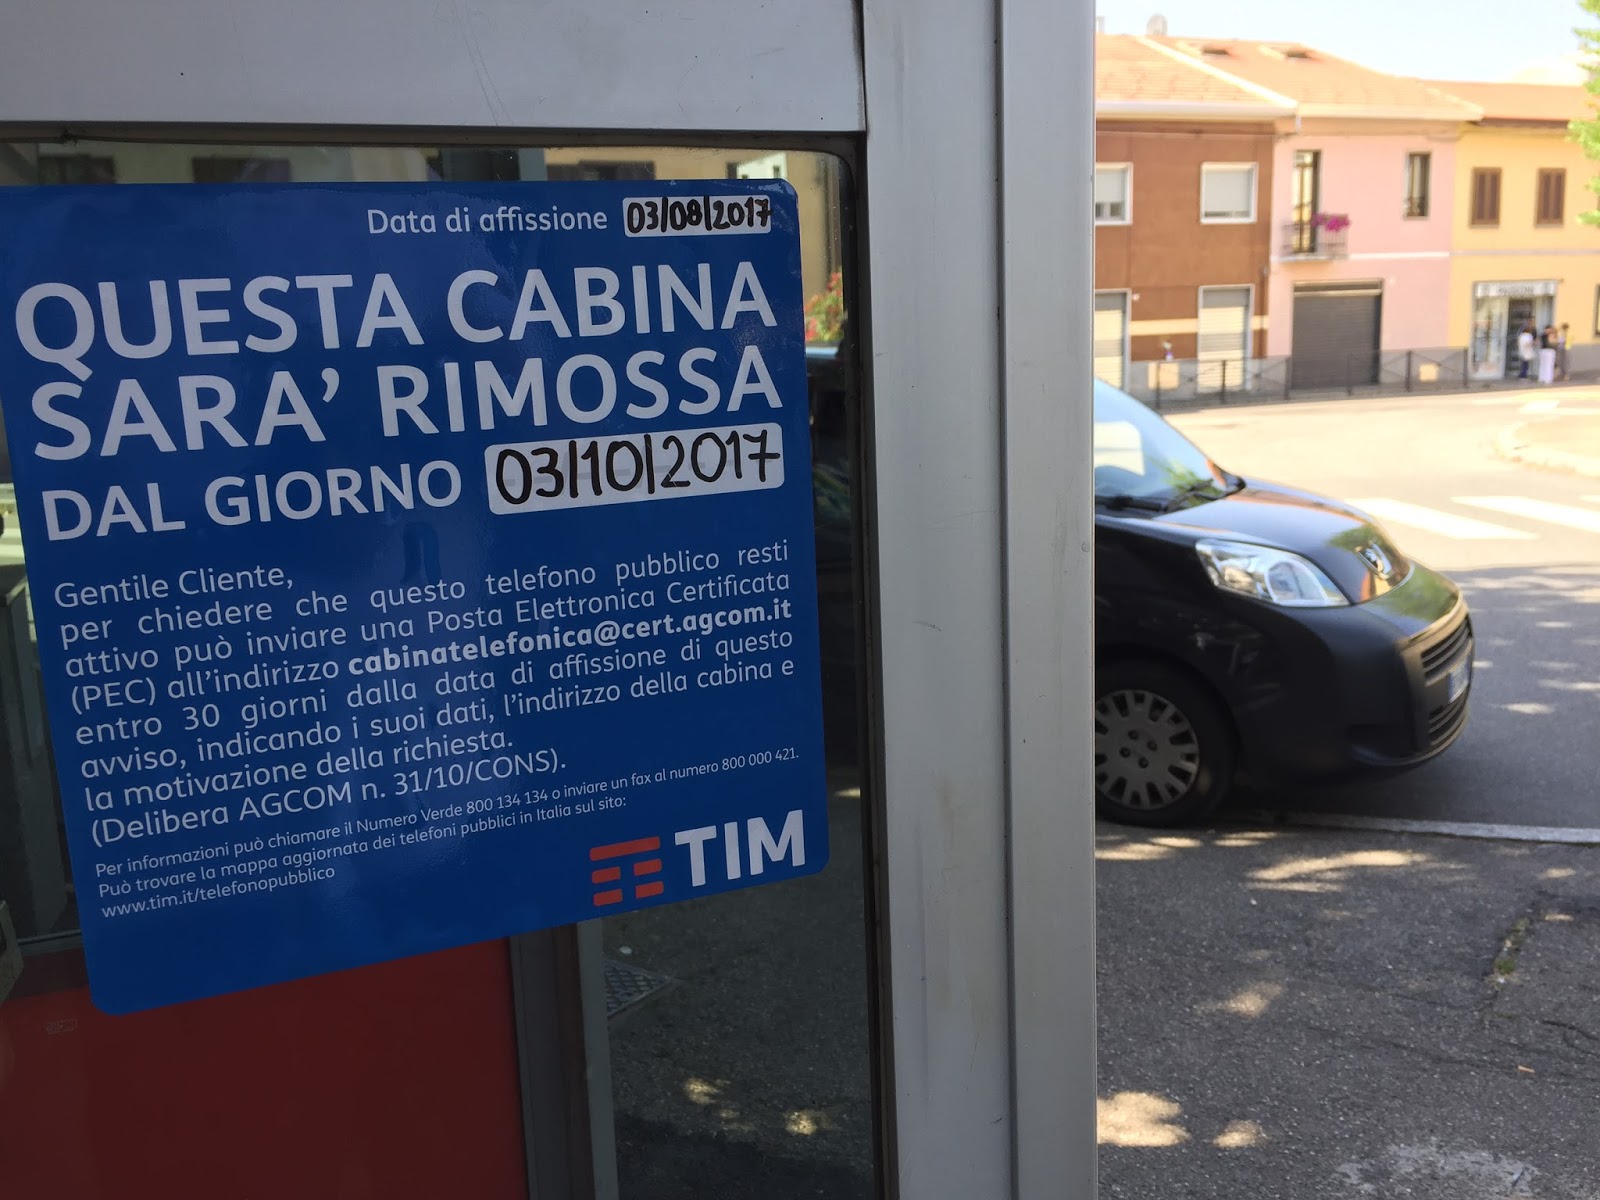 Data di affissione 03/08/2017
QUESTA CABINA
SARA' RIMOSSA
DAL GIORNO 03/10/2017
Gentile Cliente,
per chiedere che questo telefono pubblico resti
attivo può inviare una Posta Elettronica Certificata
(PEC) all'indirizzo cabinatelefonica@cert.agcom.it
entro 30 giorni dalla data di affissione di questo
avviso, indicando i suoi dati, l'indirizzo della cabina e
la motivazione della richiesta.
(Delibera AGCOM n. 31/10/CONS).
Per informazioni può chiamare il Numero Verde 800 134 134 o inviare un fax al numero 800 000 421.
Può trovare la mappa aggiornata dei telefoni pubblici in Italia sul sito:
www.tim.it/telefonopubblico
TIM